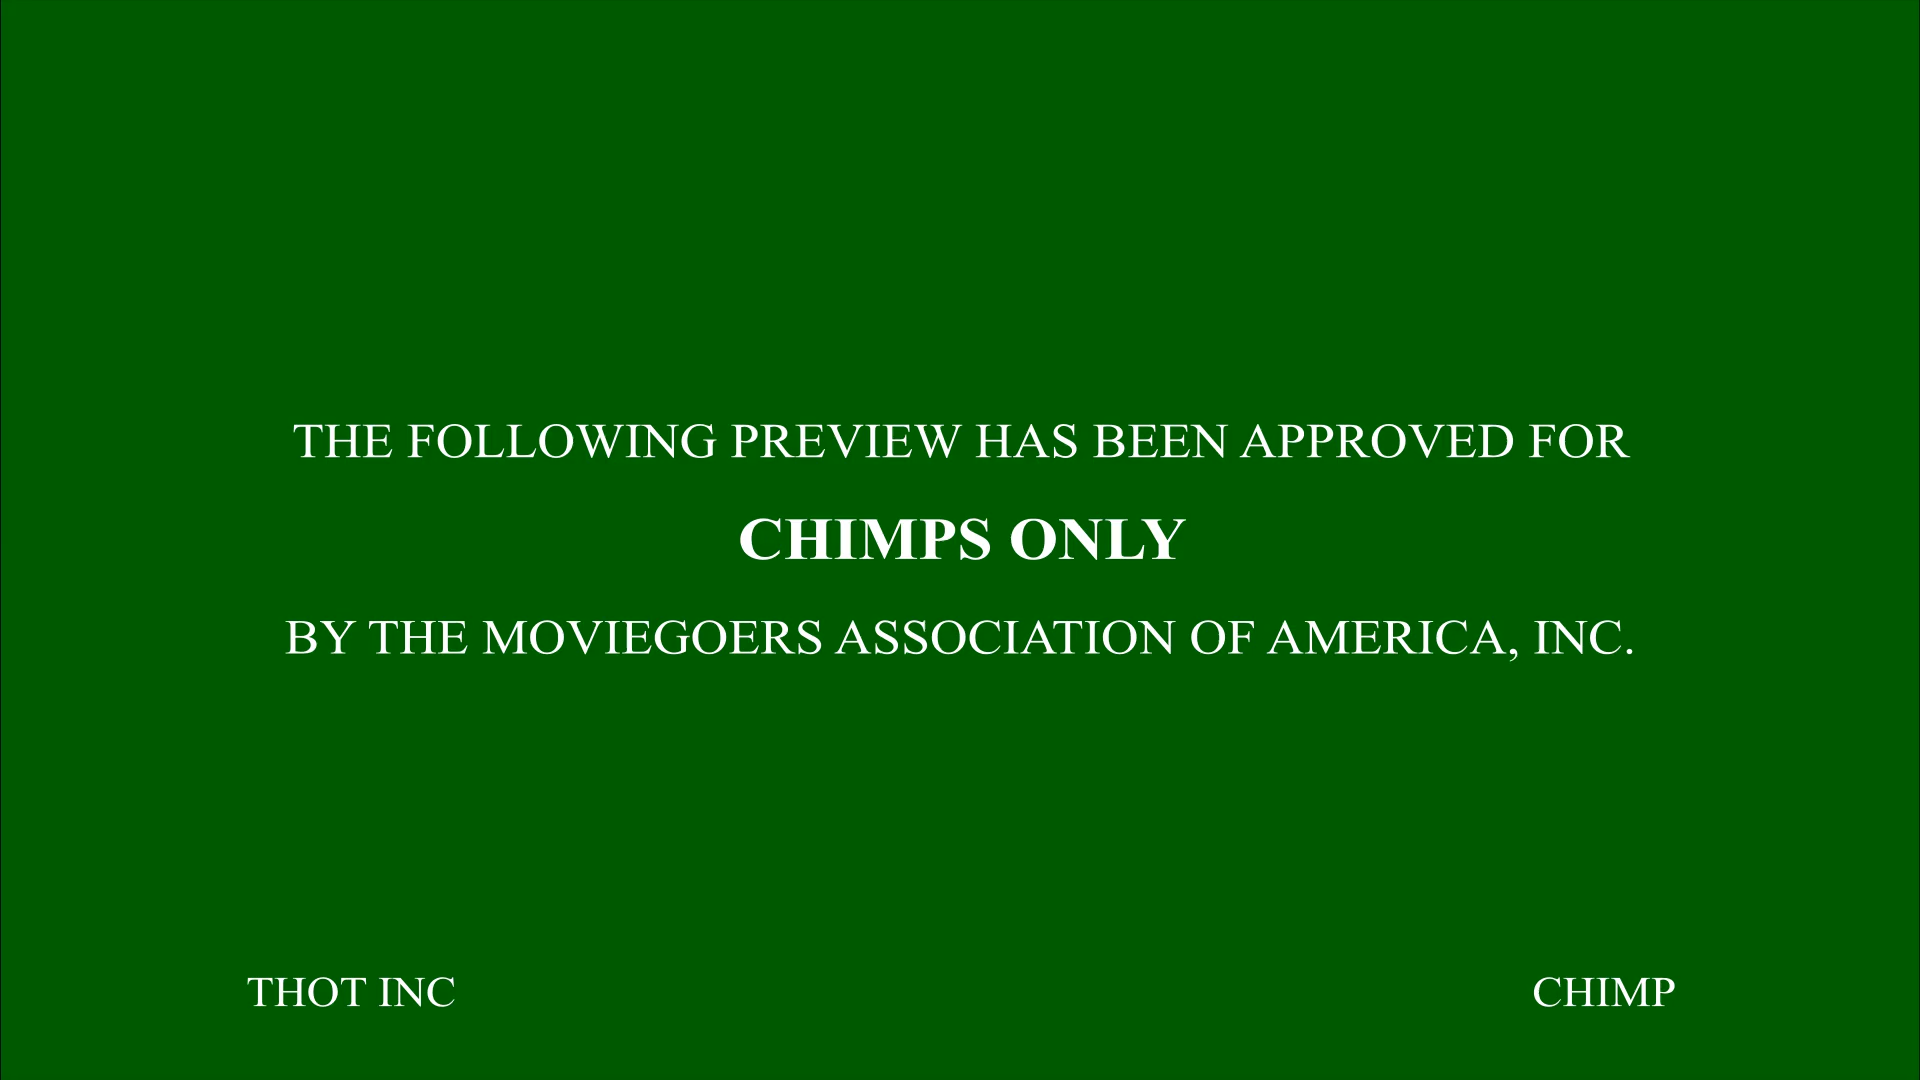 THE FOLLOWING PREVIEW HAS BEEN APPROVED FOR
CHIMPS ONLY
BY THE MOVIEGOERS ASSOCIATION OF AMERICA, INC.
THOT INC
CHIMP